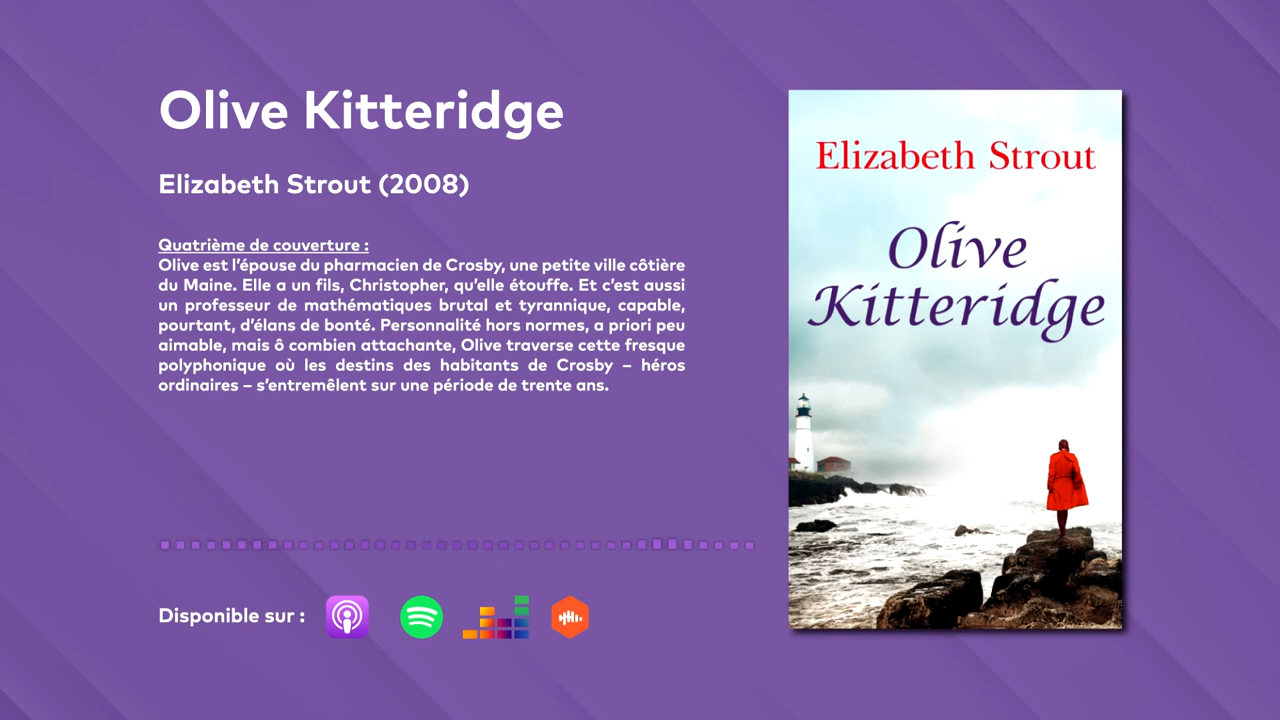 Olive Kitteridge
Elizabeth Strout (2008)
Quatrième de couverture :
Olive est l’épouse du pharmacien de Crosby, une petite ville côtière
du Maine. Elle a un fils, Christopher, qu’elle étouffe. Et c’est aussi
un professeur de mathématiques brutal et tyrannique, capable,
pourtant, d’élans de bonté. Personnalité hors normes, a priori peu
aimable, mais ô combien attachante, Olive traverse cette fresque
polyphonique où les destins des habitants de Crosby – héros
ordinaires – s’entremêlent sur une période de trente ans.
Disponible sur :
Elizabeth Strout
Olive
Kitteridge